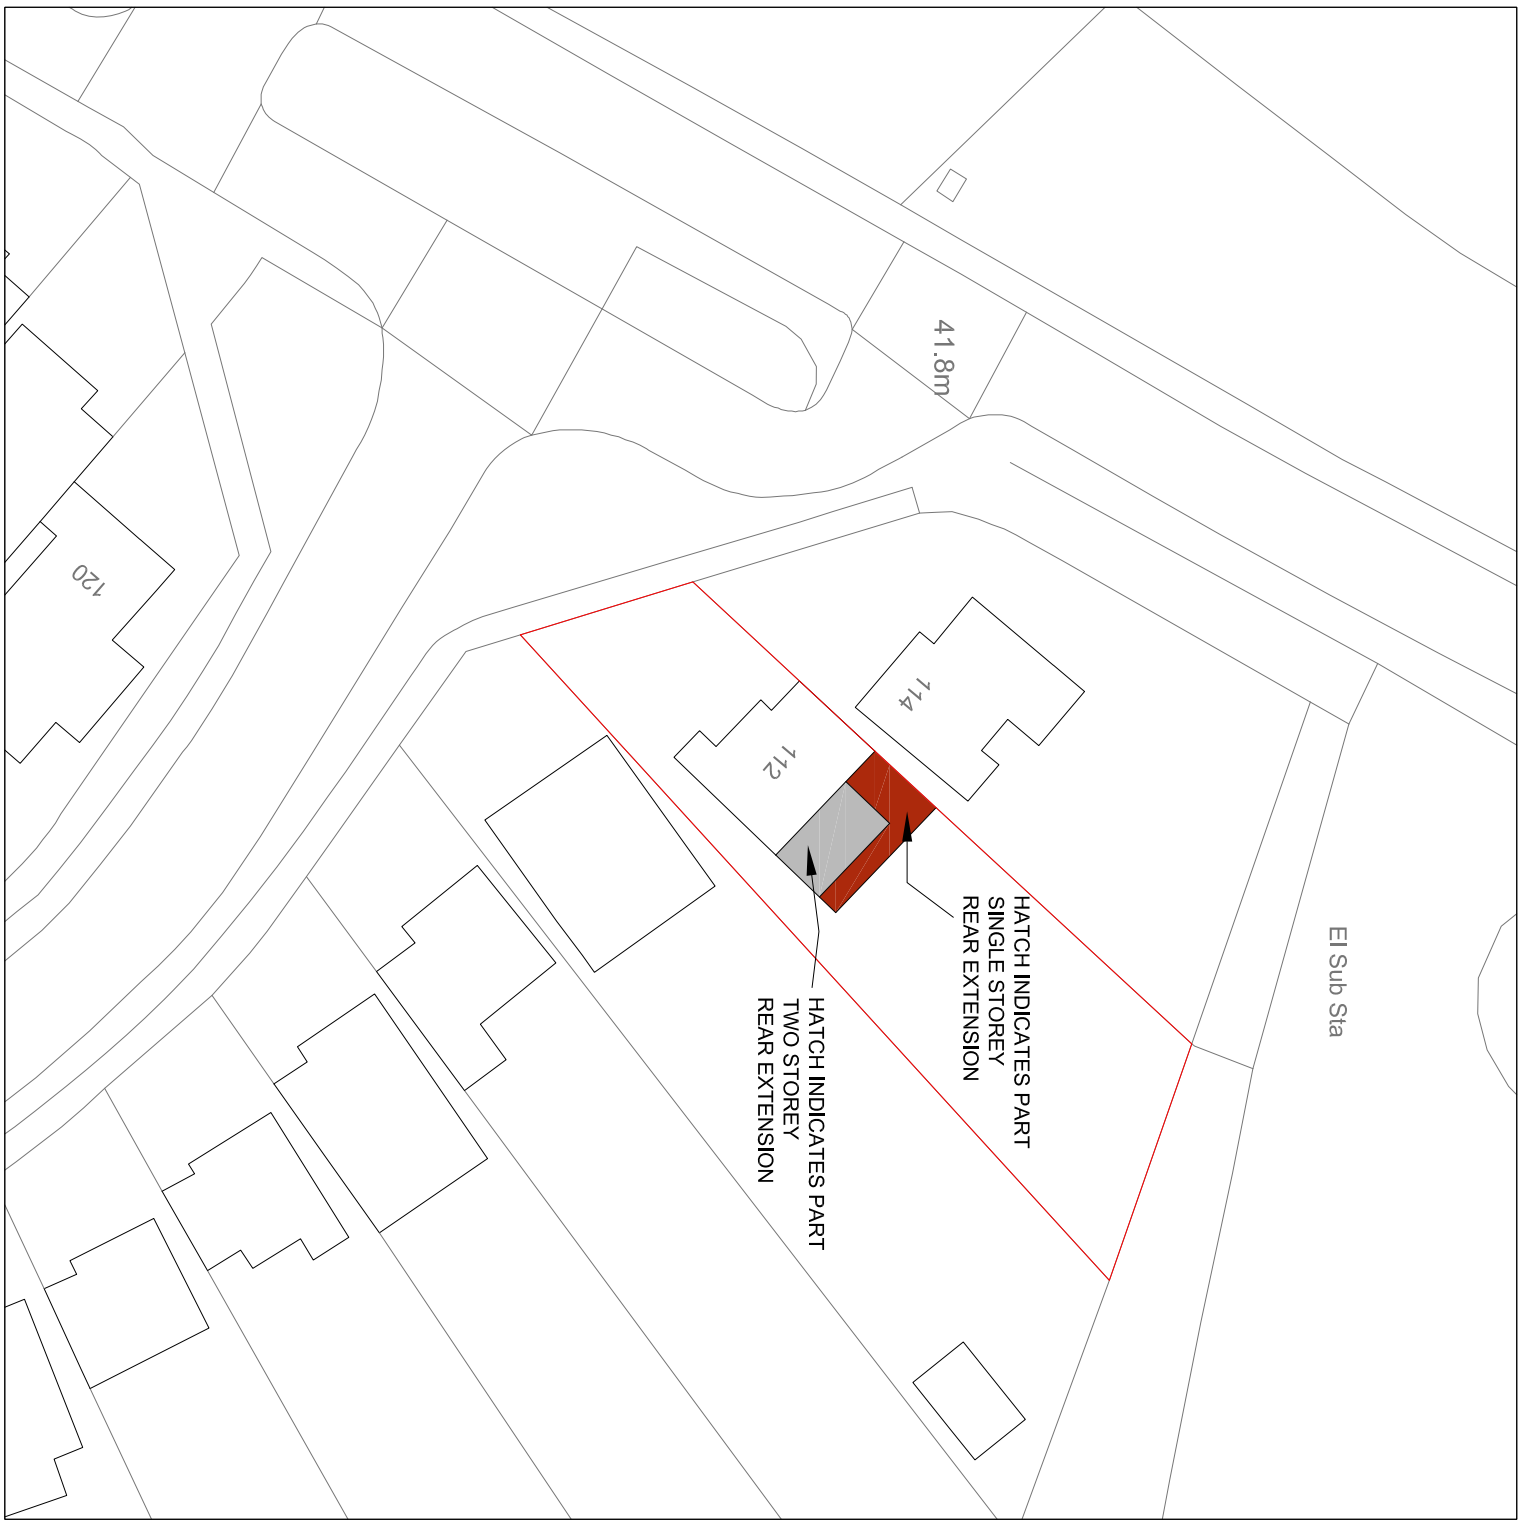 41.8m
114
112
120
El Sub Sta
HATCH INDICATES PART
SINGLE STOREY
REAR EXTENSION
HATCH INDICATES PART
TWO STOREY
REAR EXTENSION